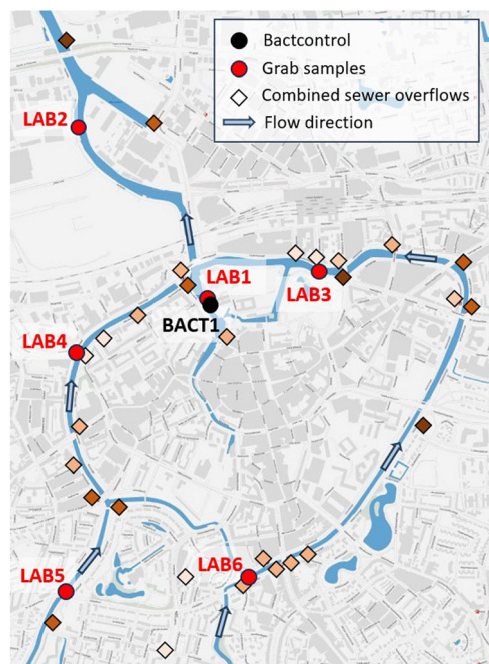 Bactcontrol
Grab samples
Combined sewer overflows
Flow direction
LAB2
LAB1
LAB3
BACT1
LAB4
LAB6
LAB5